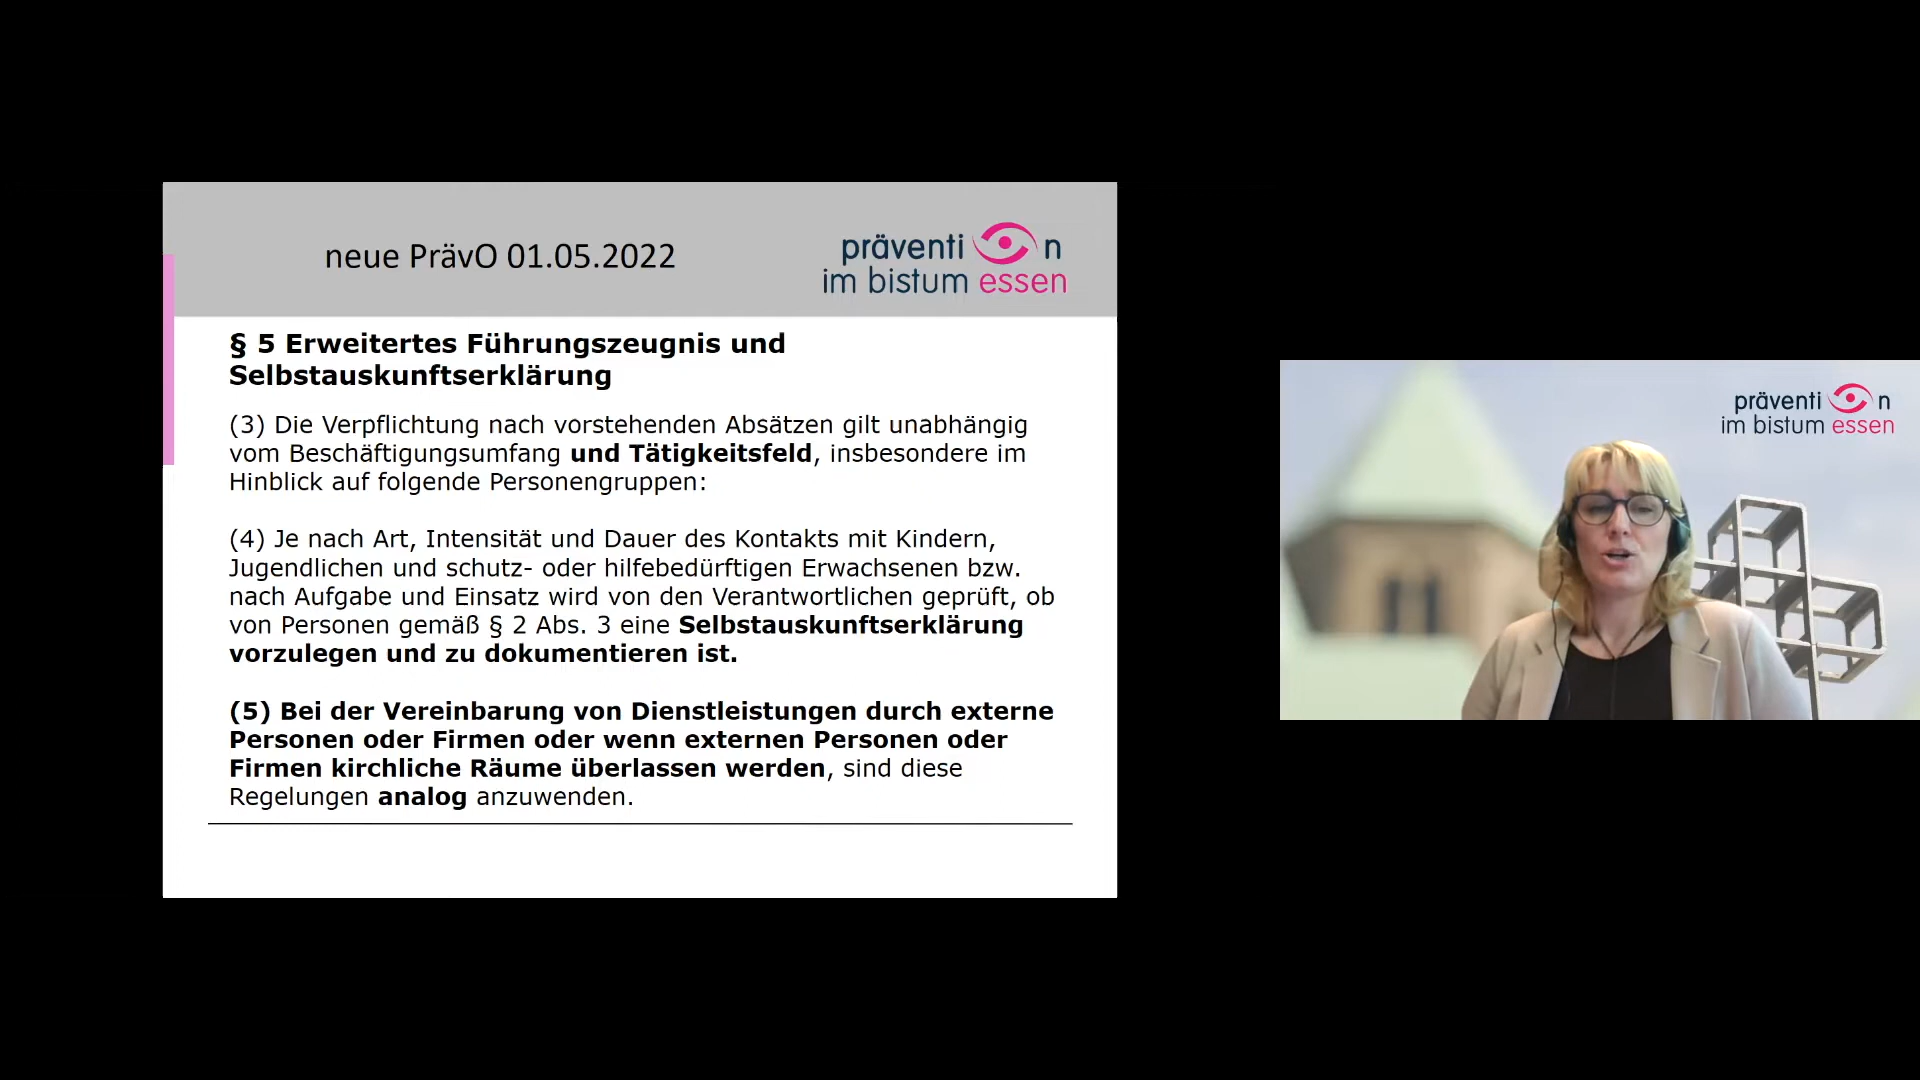 neue PrävO 01.05.2022
präventi n
im bistum essen
§ 5 Erweitertes Führungszeugnis und
Selbstauskunftserklärung
(3) Die Verpflichtung nach vorstehenden Absätzen gilt unabhängig
vom Beschäftigungsumfang und Tätigkeitsfeld, insbesondere im
Hinblick auf folgende Personengruppen:
(4) Je nach Art, Intensität und Dauer des Kontakts mit Kindern,
Jugendlichen und schutz- oder hilfebedürftigen Erwachsenen bzw.
nach Aufgabe und Einsatz wird von den Verantwortlichen geprüft, ob
von Personen gemäß § 2 Abs. 3 eine Selbstauskunftserklärung
vorzulegen und zu dokumentieren ist.
(5) Bei der Vereinbarung von Dienstleistungen durch externe
Personen oder Firmen oder wenn externen Personen oder
Firmen kirchliche Räume überlassen werden, sind diese
Regelungen analog anzuwenden.
präventi n
im bistum essen